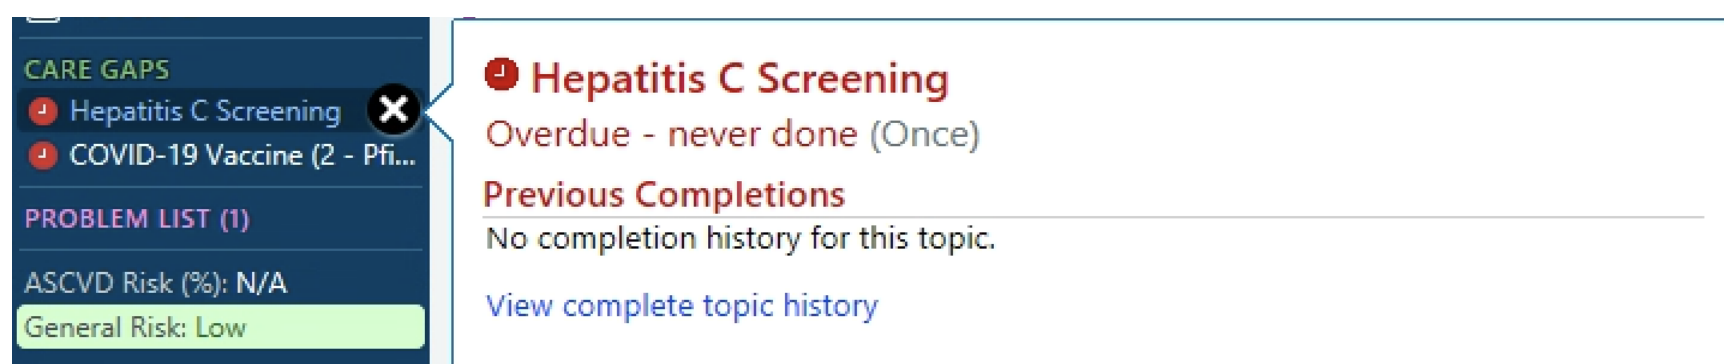 CARE GAPS
Hepatitis C Screening
COVID-19 Vaccine (2 - Pfi...
PROBLEM LIST (1)
ASCVD Risk (%): N/A
General Risk: Low
Hepatitis C Screening
Overdue - never done (Once)
Previous Completions
No completion history for this topic.
View complete topic history